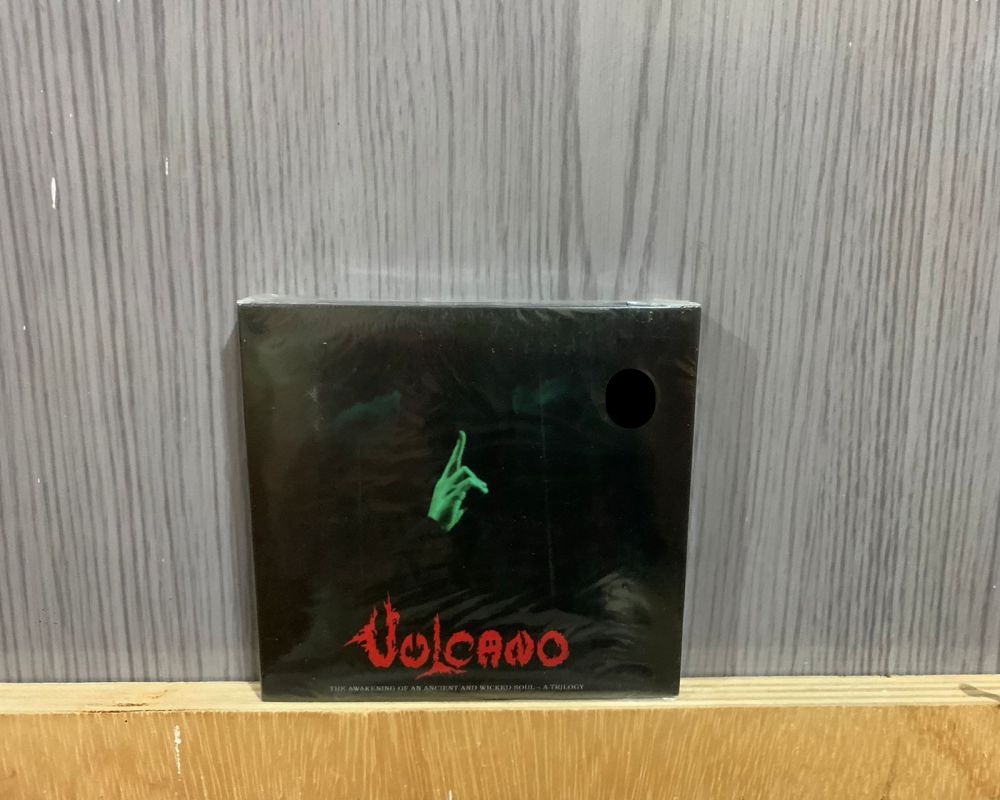 VULCANO
THE AWAKENING OF AN ANCIENT AND WICKED SOUL - A TRILOGY